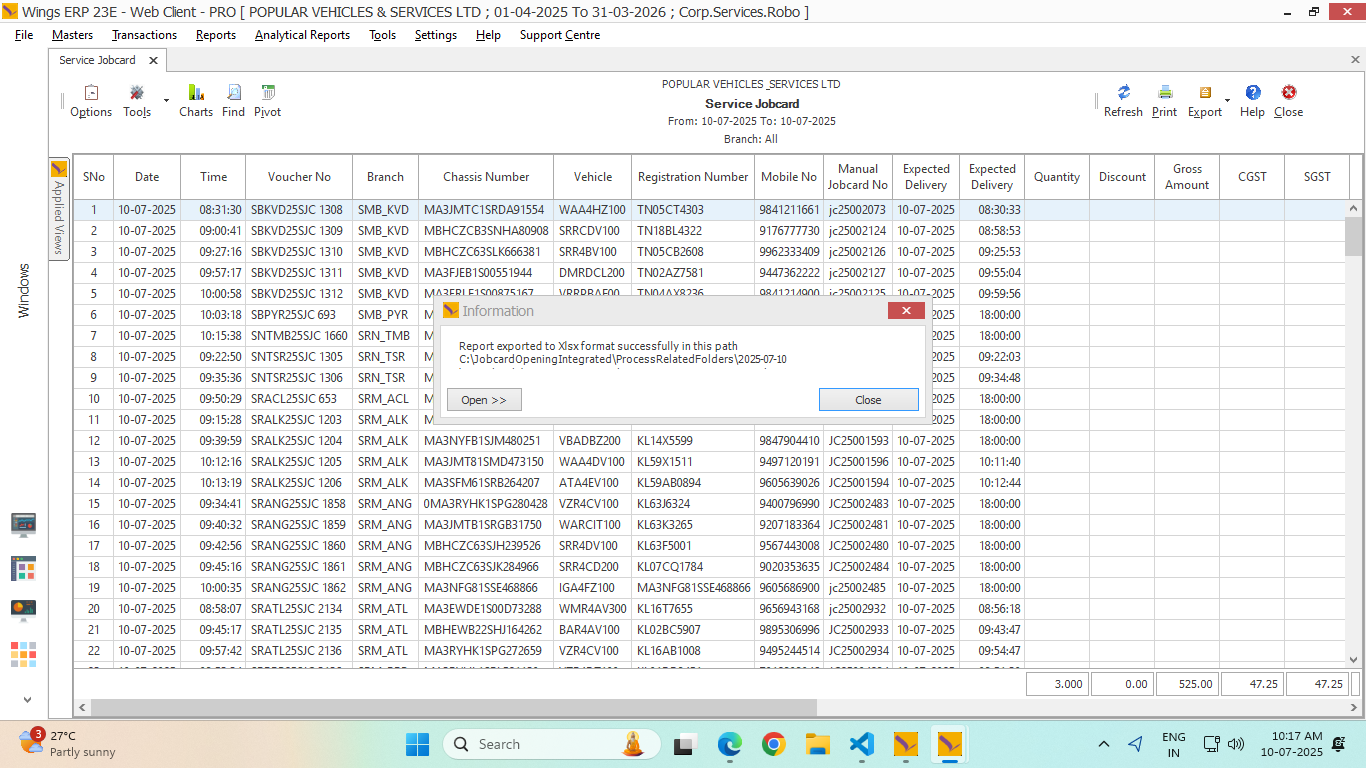 Wings ERP 23E - Web Client - PRO [ POPULAR VEHICLES & SERVICES LTD ; 01-04-2025 To 31-03-2026 ; Corp.Services.Robo ]
File Masters Transactions Reports Analytical Reports Tools Settings Help Support Centre
Service Jobcard
Options Tools Charts Find Pivot
POPULAR VEHICLES_SERVICES LTD
Service Jobcard
From: 10-07-2025 To: 10-07-2025
Branch: All
Refresh Print Export Help Close
Applied Views
Windows
SNo Date Time Voucher No Branch Chassis Number Vehicle Registration Number Mobile No Manual Jobcard No Expected Delivery Expected Delivery Quantity Discount Gross Amount CGST SGST
1 10-07-2025 08:31:30 SBKVD25SJC 1308 SMB_KVD MA3JMTC1SRDA91554 WAA4HZ100 TN05CT4303 9841211661 jc25002073 10-07-2025 08:30:33
2 10-07-2025 09:00:41 SBKVD25SJC 1309 SMB_KVD MBHCZCB3SNHA80908 SRRCDV100 TN18BL4322 9176777730 jc25002124 10-07-2025 08:58:53
3 10-07-2025 09:27:16 SBKVD25SJC 1310 SMB_KVD MBHCZC63SLK666381 SRR4BV100 TN05CB2608 9962333409 jc25002126 10-07-2025 09:25:53
4 10-07-2025 09:57:17 SBKVD25SJC 1311 SMB_KVD MA3FJEB1S00551944 DMRDCL200 TN02AZ7581 9447362222 jc25002127 10-07-2025 09:55:04
5 10-07-2025 10:00:58 SBKVD25SJC 1312 SMB_KVD 9841214900 jc25002125 10-07-2025 09:59:56
6 10-07-2025 10:03:18 SBPYR25SJC 693 SMB_PYR 18:00:00
7 10-07-2025 10:15:38 SNTMB25SJC 1660 SRN_TMB 18:00:00
8 10-07-2025 09:22:50 SNTSR25SJC 1305 SRN_TSR 09:22:03
9 10-07-2025 09:35:36 SNTSR25SJC 1306 SRN_TSR 09:34:48
10 10-07-2025 09:50:29 SRACL25SJC 653 SRM_ACL 18:00:00
11 10-07-2025 09:15:28 SRALK25SJC 1203 SRM_ALK 18:00:00
12 10-07-2025 09:39:59 SRALK25SJC 1204 SRM_ALK MA3NYFB1SJM480251 VBADBZ200 KL14X5599 9847904410 JC25001593 10-07-2025 18:00:00
13 10-07-2025 10:12:16 SRALK25SJC 1205 SRM_ALK MA3JMT81SMD473150 WAA4DV100 KL59X1511 9497120191 JC25001596 10-07-2025 10:11:40
14 10-07-2025 10:13:19 SRALK25SJC 1206 SRM_ALK MA3SFM61SRB264207 ATA4EV100 KL59AB0894 9605639026 JC25001594 10-07-2025 10:12:44
15 10-07-2025 09:34:41 SRANG25SJC 1858 SRM_ANG 0MA3RYHK1SPG280428 VZR4CV100 KL63J6324 9400796990 JC25002483 10-07-2025 18:00:00
16 10-07-2025 09:40:32 SRANG25SJC 1859 SRM_ANG MA3JMTB1SRGB31750 WARCIT100 KL63K3265 9207183364 JC25002481 10-07-2025 18:00:00
17 10-07-2025 09:42:56 SRANG25SJC 1860 SRM_ANG MBHCZC63SJH239526 SRR4DV100 KL63F5001 9567443008 JC25002480 10-07-2025 18:00:00
18 10-07-2025 09:45:16 SRANG25SJC 1861 SRM_ANG MBHCZC63SJK284966 SRR4CD200 KL07CQ1784 9020353635 JC25002484 10-07-2025 18:00:00
19 10-07-2025 10:00:35 SRANG25SJC 1862 SRM_ANG MA3NFG81SSE468866 IGA4FZ100 MA3NFG81SSE468866 9605686900 jc25002485 10-07-2025 18:00:00
20 10-07-2025 08:58:07 SRATL25SJC 2134 SRM_ATL MA3EWDE1S00D73288 WMR4AV300 KL16T7655 9656943168 jc25002932 10-07-2025 08:56:18
21 10-07-2025 09:45:17 SRATL25SJC 2135 SRM_ATL MBHEWB22SHJ164262 BAR4AV100 KL02BC5907 9895306996 JC25002933 10-07-2025 09:43:47
22 10-07-2025 09:57:42 SRATL25SJC 2136 SRM_ATL MA3RYHK1SPG272659 VZR4CV100 KL16AB1008 9495244514 JC25002934 10-07-2025 09:54:47
3.000 0.00 525.00 47.25 47.25
Information
Report exported to Xlsx format successfully in this path
C:\JobcardOpeningIntegrated\ProcessRelatedFolders\2025-07-10
Open >> Close
3
27°C
Partly sunny
Search
ENG
IN
10:17 AM
10-07-2025